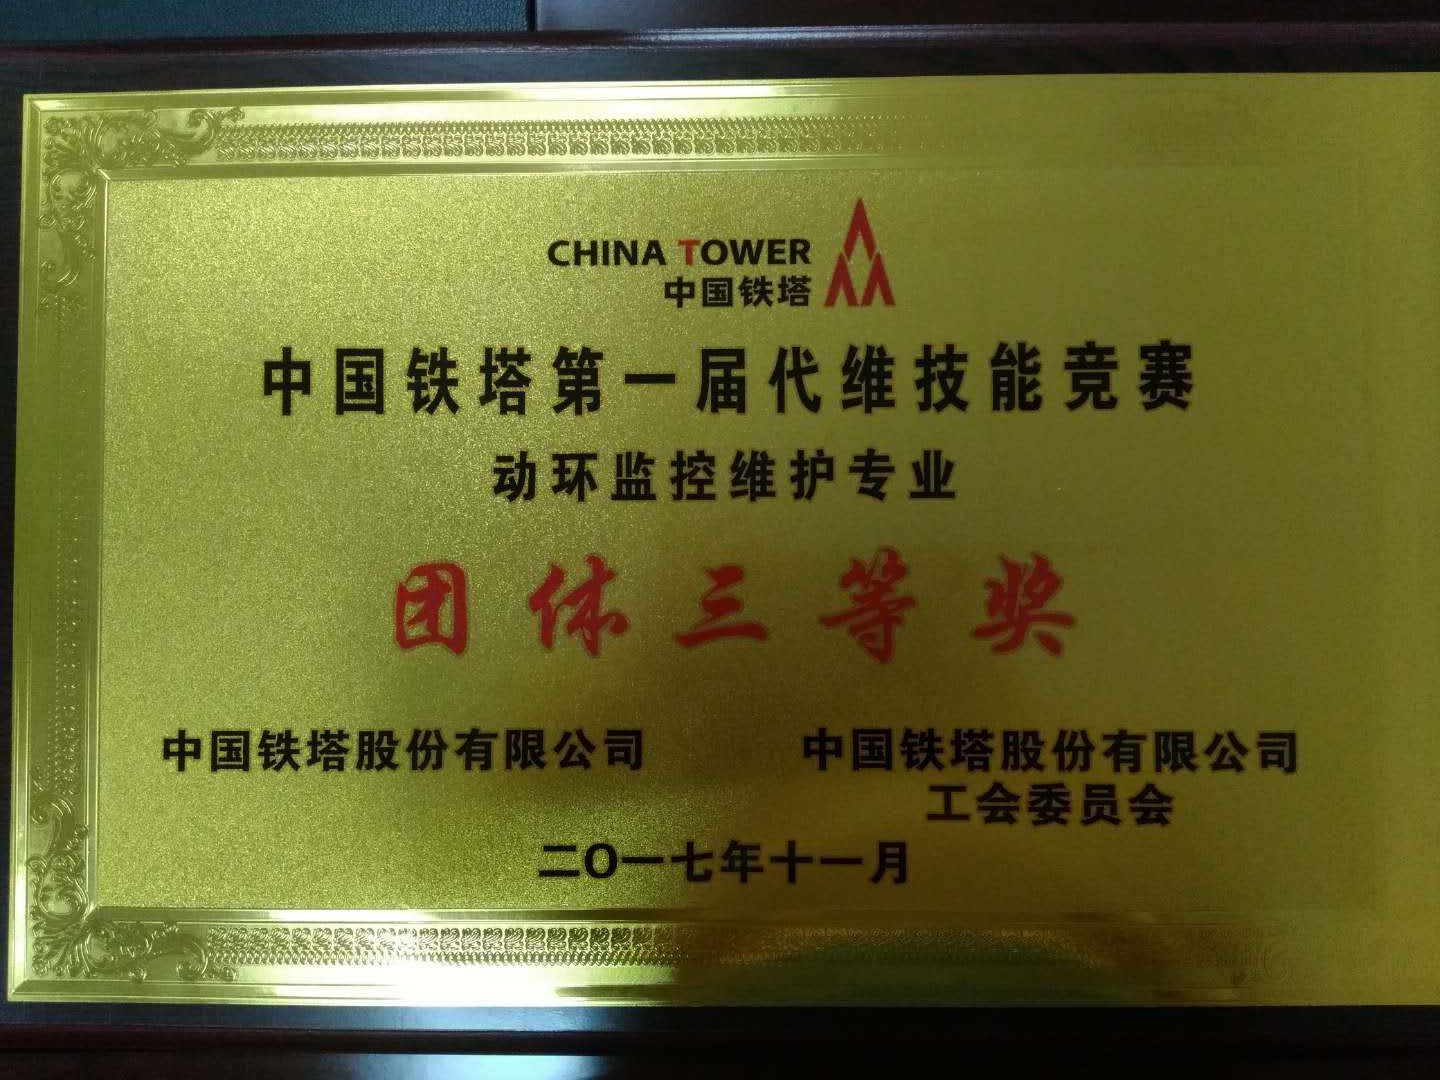 CHINA TOWER
中国铁塔
中国铁塔第一届代维技能竞赛
动环监控维护专业
团体三等奖
中国铁塔股份有限公司
中国铁塔股份有限公司
工会委员会
二〇一七年十一月